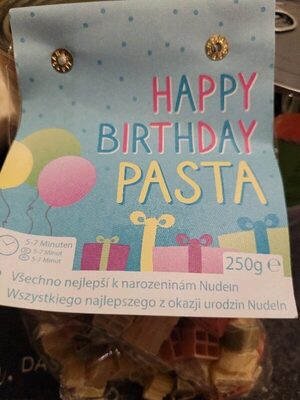 HAPPY
BIRTHDAY
PASTA
5-7 Minuten
5-7 Minut
5-7 Minut
250g ℮
Všechno nejlepší k narozeninám Nudeln
Wszystkiego najlepszego z okazji urodzin Nudeln